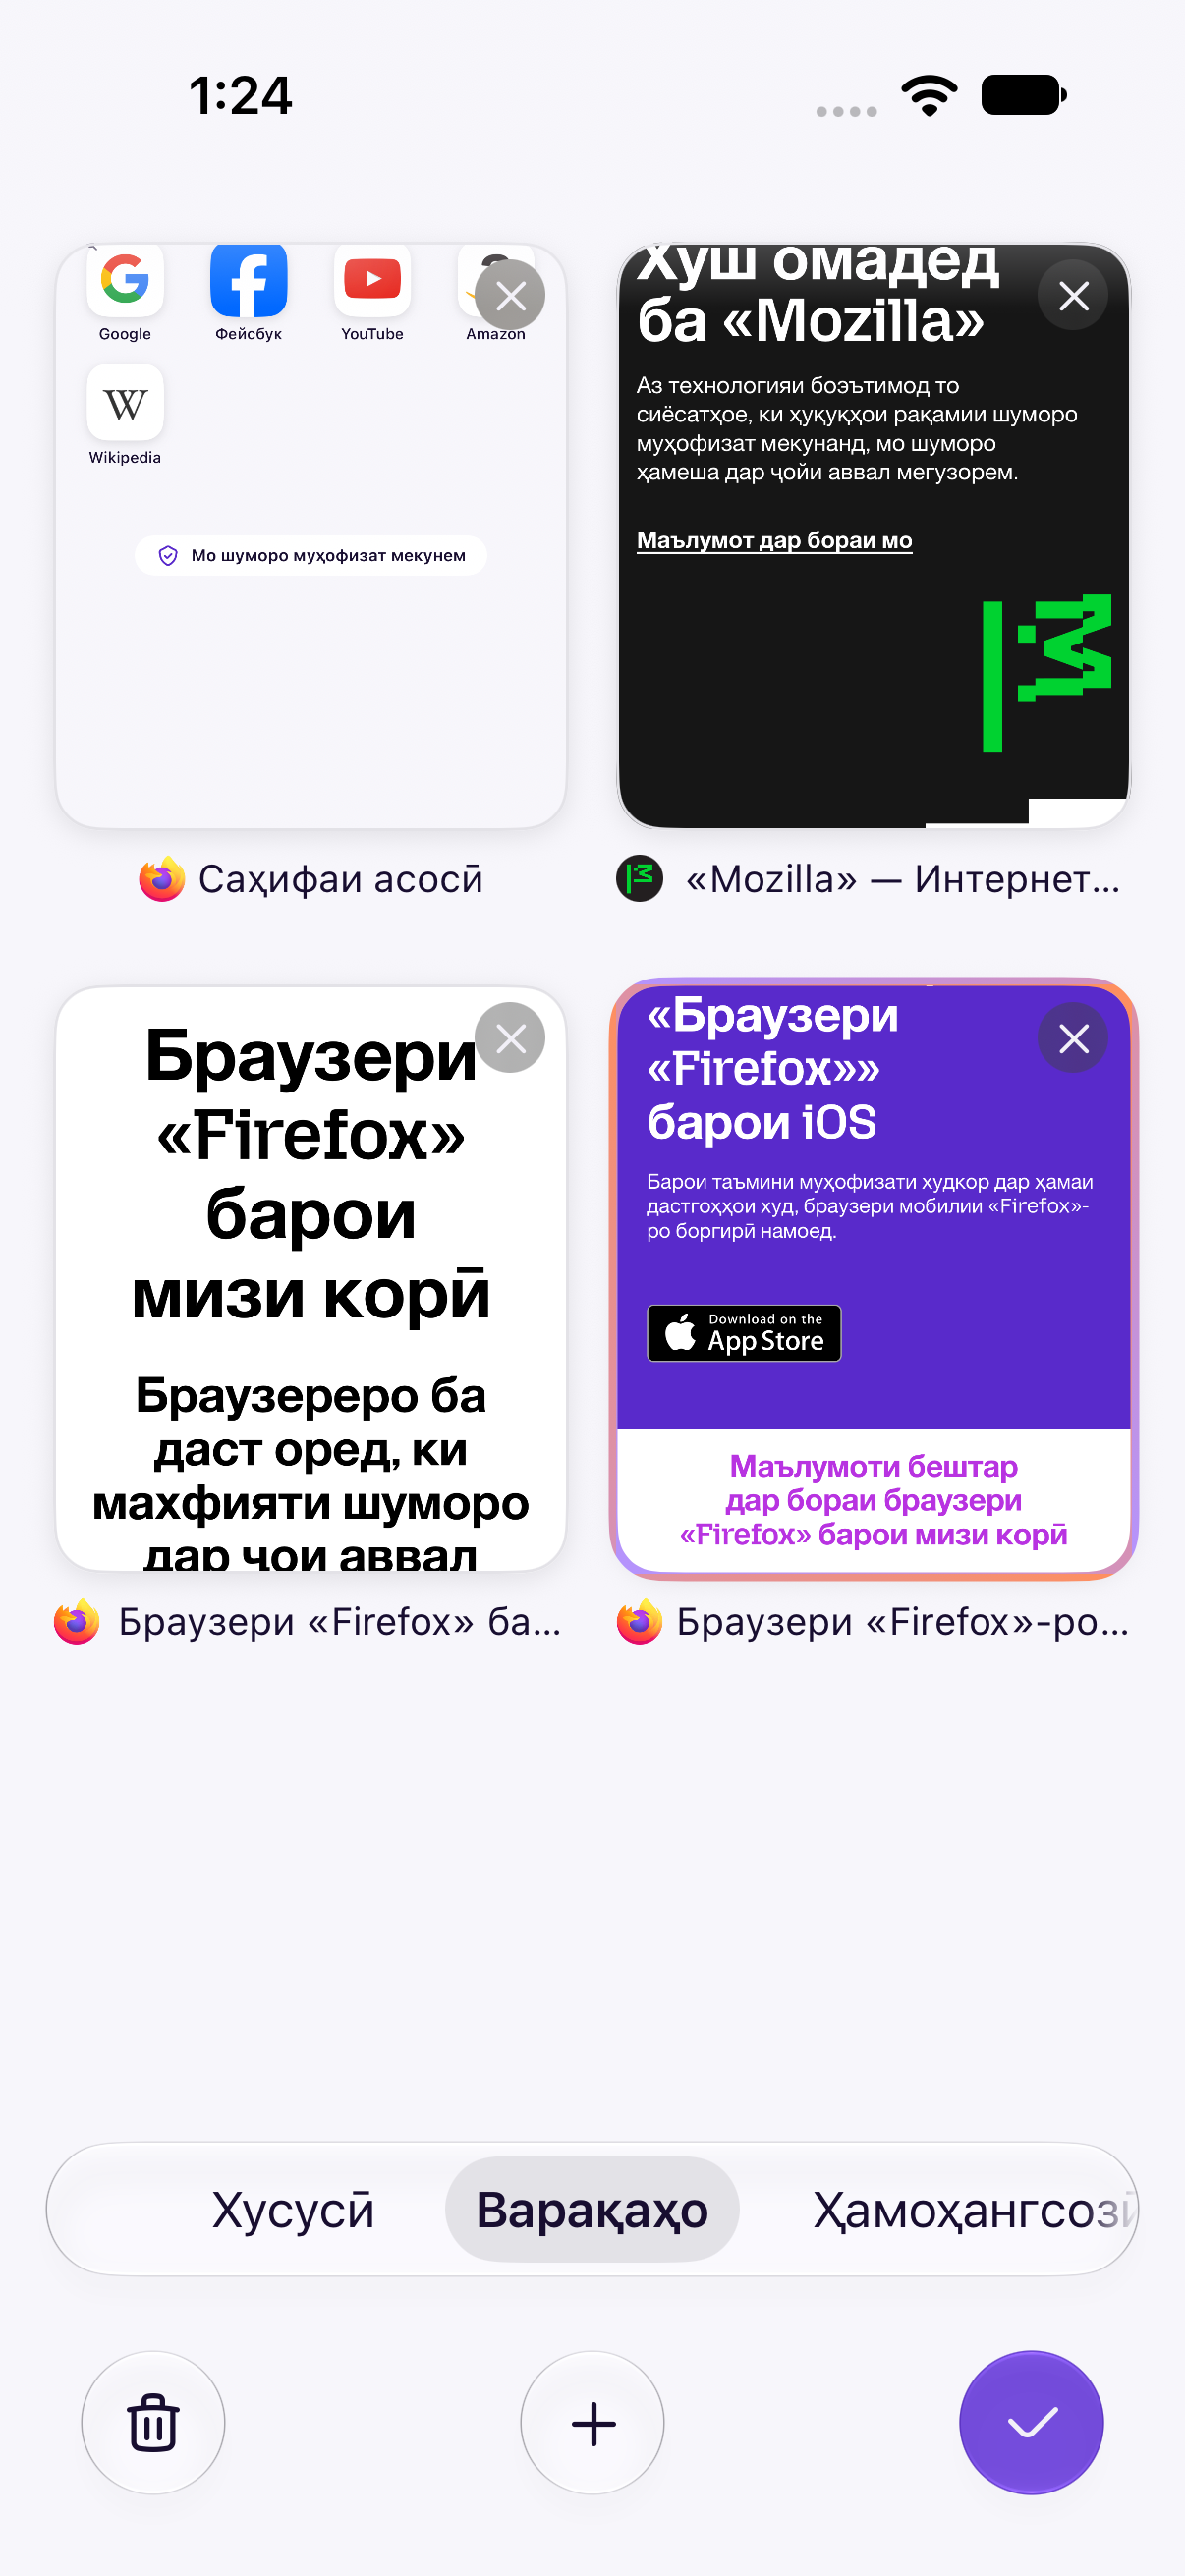 1:24
Google
Фейсбук
YouTube
Amazon
W
Wikipedia
Мо шуморо муҳофизат мекунем
Хуш омадед
ба «Mozilla»
Аз технологияи боэътимод то
сиёсатҳое, ки ҳуқуқҳои рақамии шуморо
муҳофизат мекунанд, мо шуморо
ҳамеша дар ҷойи аввал мегузорем.
Маълумот дар бораи мо
Саҳифаи асосӣ
«Mozilla» — Интернет...
Браузери
«Firefox»
барои
мизи корӣ
Браузереро ба
даст оред, ки
махфияти шуморо
дар ҷои аввал
«Браузери
«Firefox»»
барои iOS
Барои таъмини муҳофизати худкор дар ҳамаи
дастгоҳҳои худ, браузери мобилии «Firefox»-
ро боргирӣ намоед.
Download on the
App Store
Маълумоти бештар
дар бораи браузери
«Firefox» барои мизи корӣ
Браузери «Firefox» ба...
Браузери «Firefox»-ро...
Хусусӣ
Варақаҳо
Ҳамоҳангсозӣ